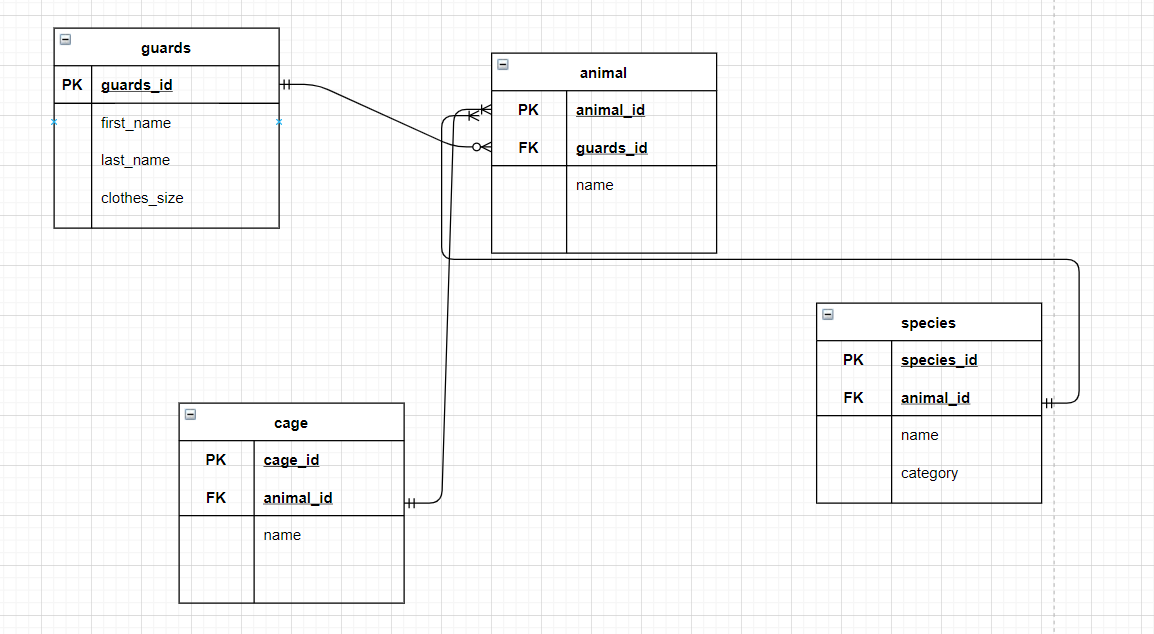 guards
PK guards_id
first_name
last_name
clothes_size
animal
PK animal_id
FK guards_id
name
species
PK species_id
FK animal_id
name
category
cage
PK cage_id
FK animal_id
name